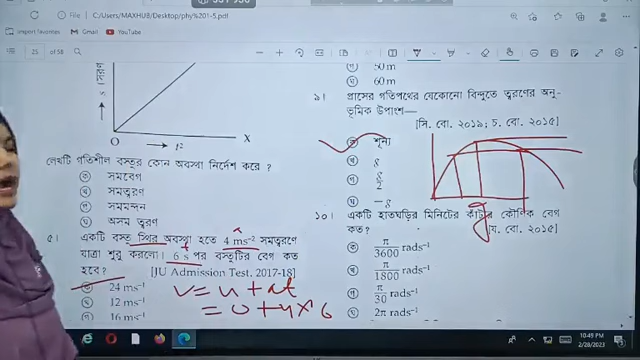 C:/Users/MAXHUB/Desktop/phy%201-5.pdf
Import favorites Gmail YouTube
25 of 58
s
O
t²
X
লেখটি গতিশীল বস্তুর কোন অবস্থা নির্দেশ করে ?
ক সমবেগ
খ সমত্বরণ
গ সমমন্দন
ঘ অসম ত্বরণ
৫। একটি বস্তু স্থির অবস্থা হতে 4 ms⁻² সমত্বরণে
যাত্রা শুরু করলো। 6 s পর বস্তুটির বেগ কত
হবে? [JU Admission Test. 2017-18]
ক 24 ms⁻¹
খ 12 ms⁻¹
গ 16 ms⁻¹
a
t
v = u + at
= 0 + 4 × 6
গ 50 m
ঘ 60 m
৯। প্রাসের গতিপথের যেকোনো বিন্দুতে ত্বরণের অনু-
ভূমিক উপাংশ—
[সি. বো. ২০১৯; চ. বো. ২০১৫]
ক শূন্য
খ g
গ g/2
ঘ -g
g
১০। একটি হাতঘড়ির মিনিটের কাঁটার কৌণিক বেগ
কত? [য. বো. ২০১৫]
ক π/3600 rads⁻¹
খ π/1800 rads⁻¹
গ π/30 rads⁻¹
ঘ 2π rads⁻¹
10:49 PM
2/28/2023